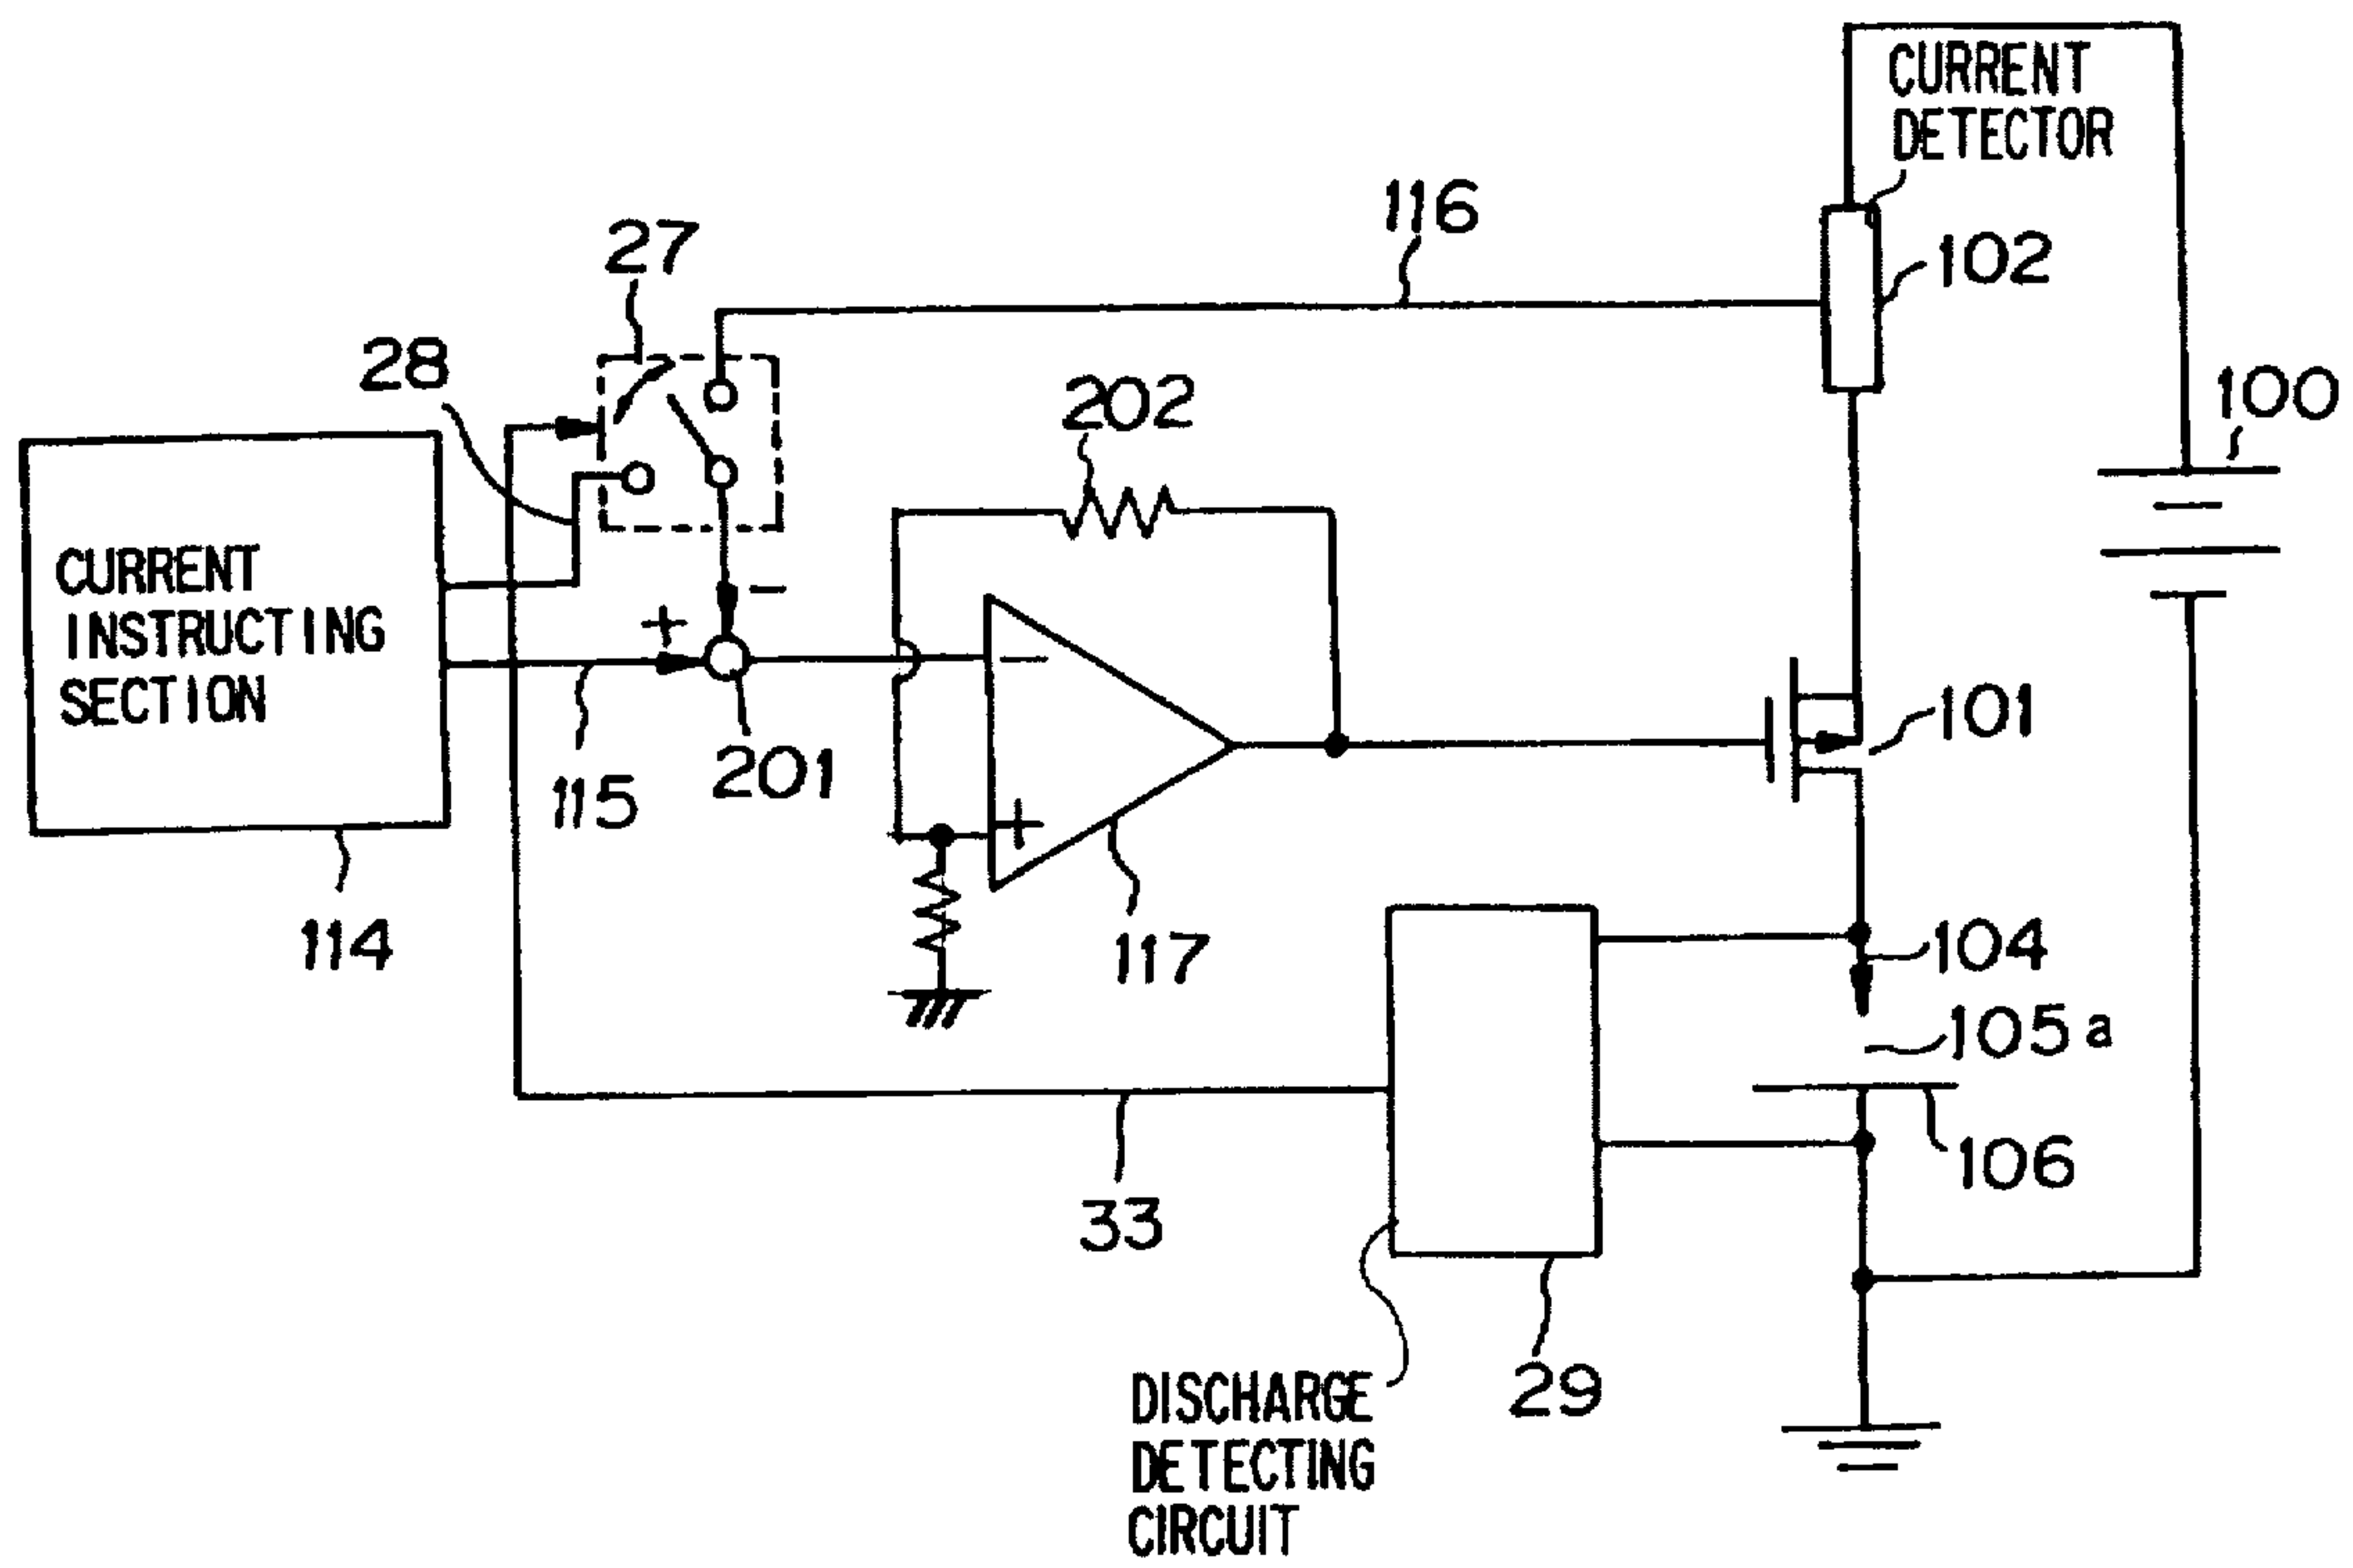 CURRENT
DETECTOR
116
27
102
28
100
202
CURRENT
INSTRUCTING
SECTION
+
−
−
101
115
201
+
114
117
104
105a
106
33
29
DISCHARGE
DETECTING
CIRCUIT